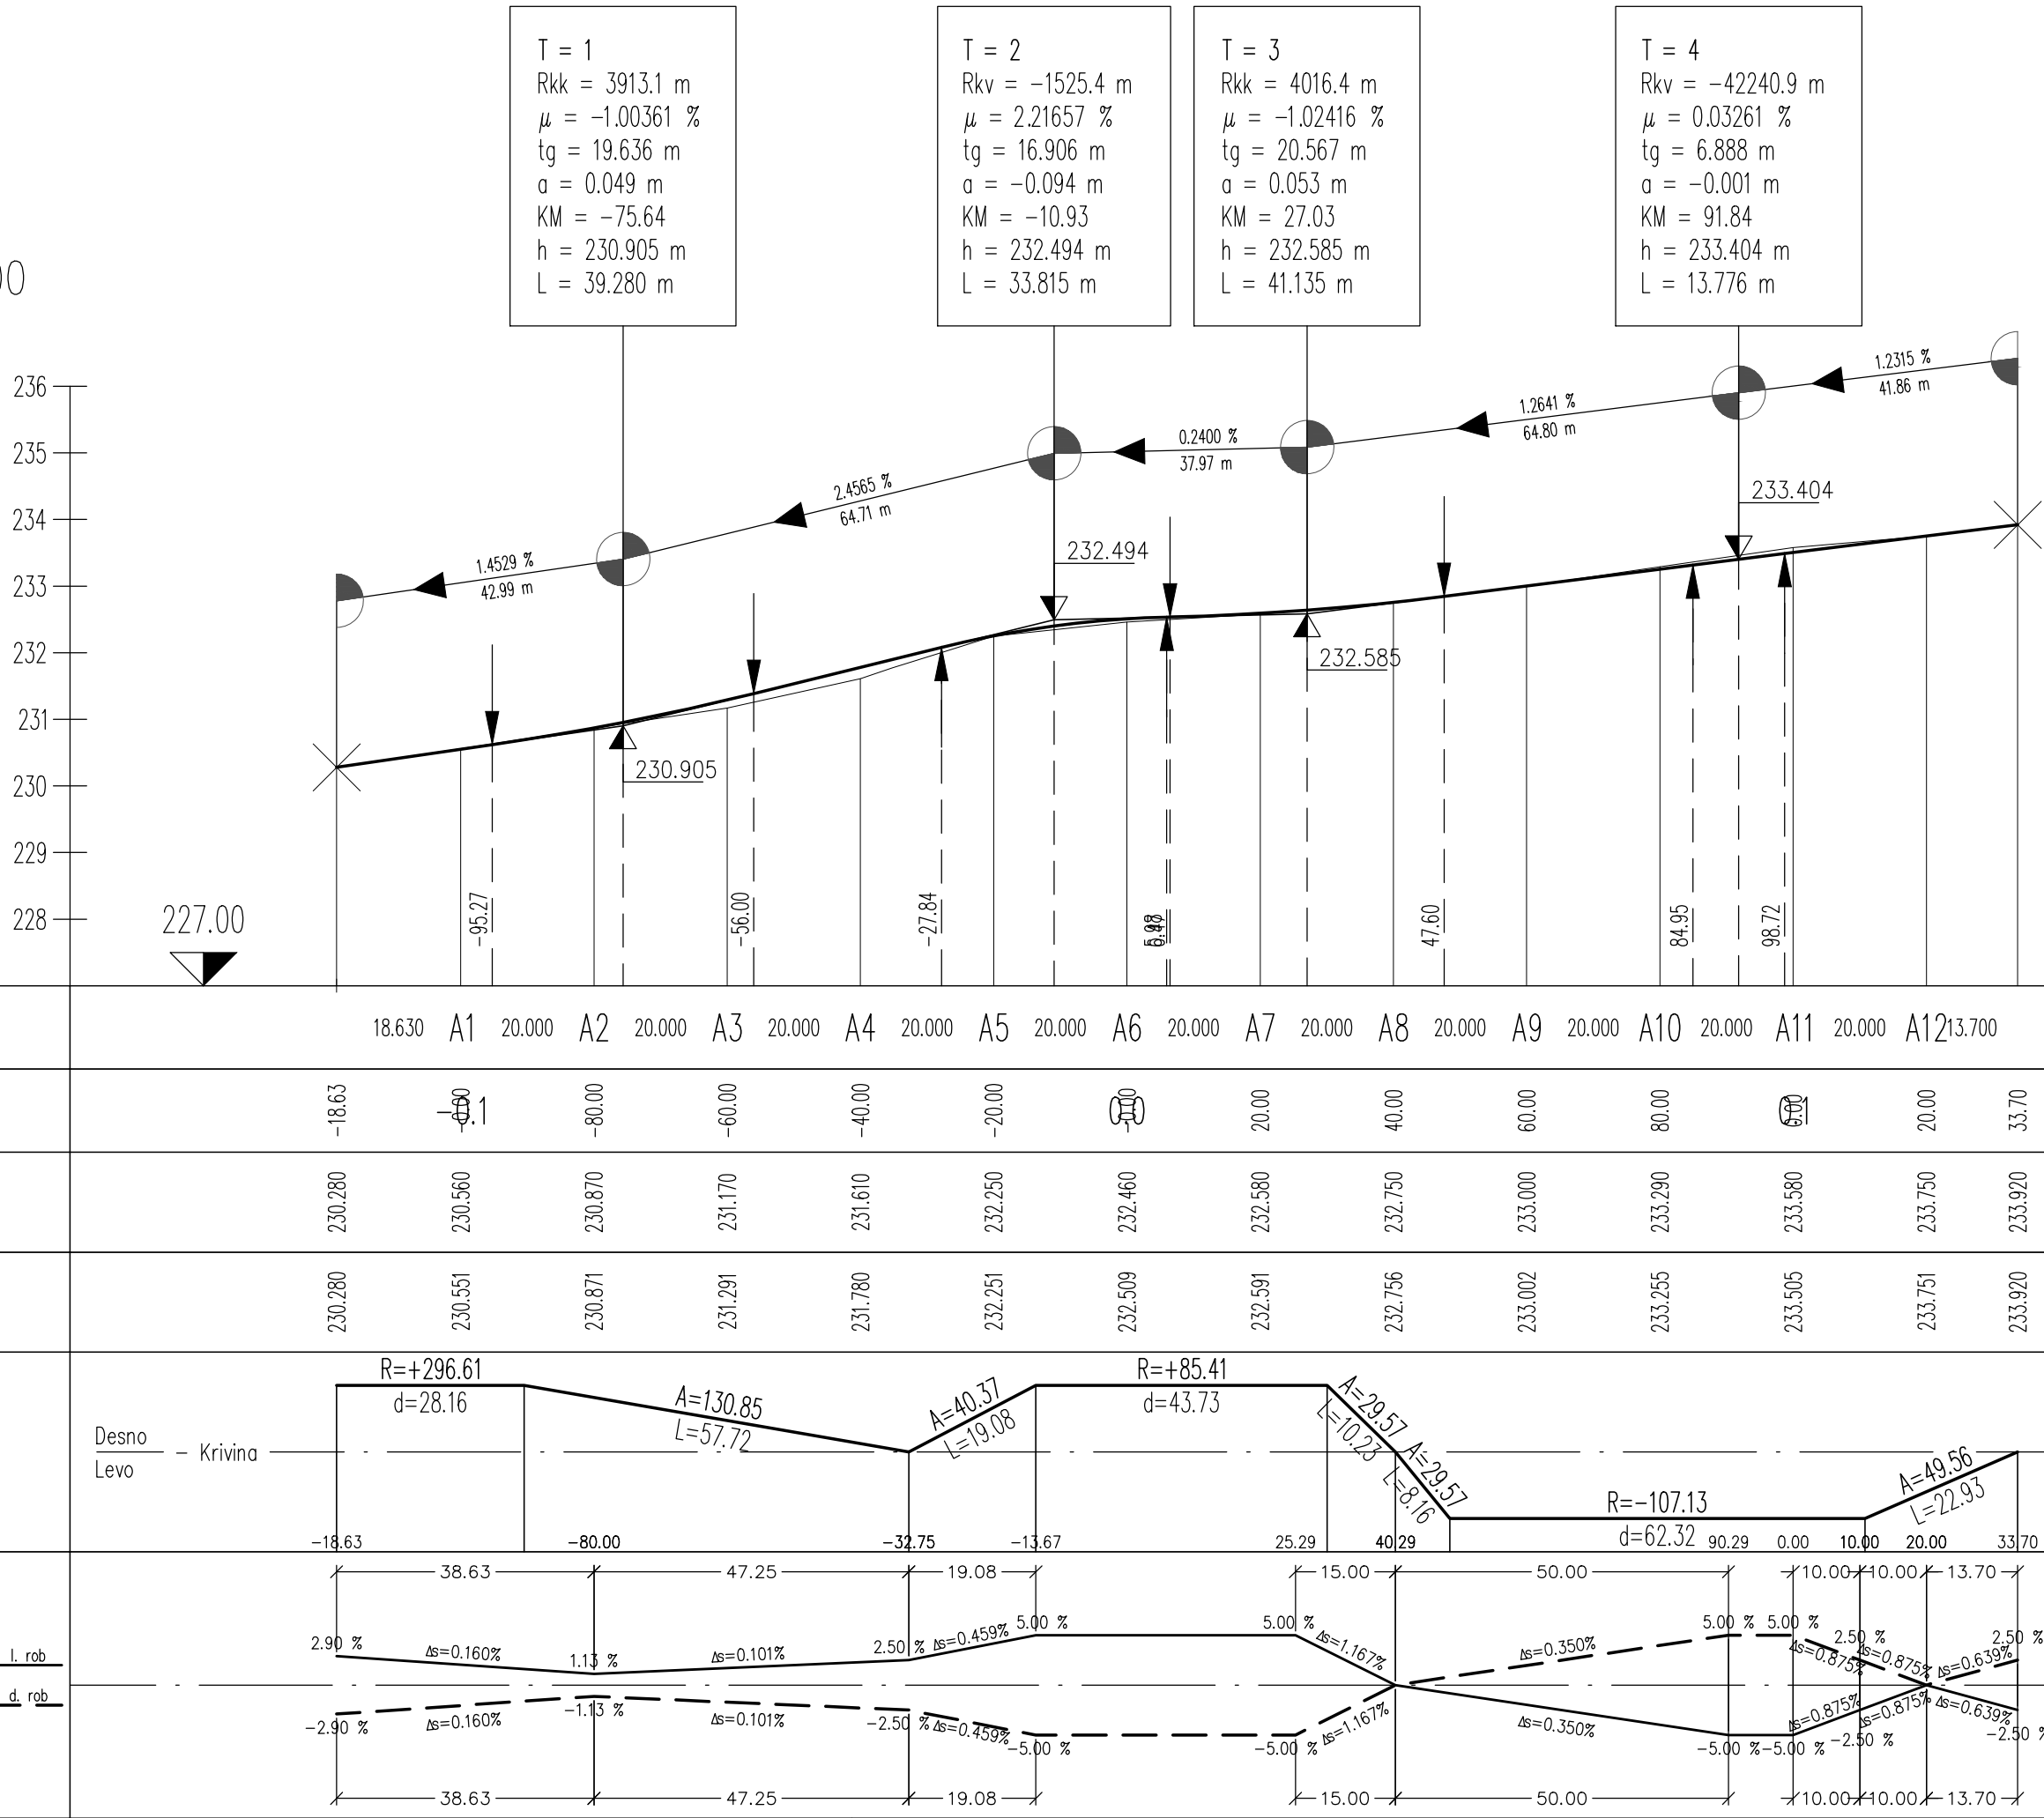 T = 1
Rkk = 3913.1 m
μ = -1.00361 %
tg = 19.636 m
a = 0.049 m
KM = -75.64
h = 230.905 m
L = 39.280 m
T = 2
Rkv = -1525.4 m
μ = 2.21657 %
tg = 16.906 m
a = -0.094 m
KM = -10.93
h = 232.494 m
L = 33.815 m
T = 3
Rkk = 4016.4 m
μ = -1.02416 %
tg = 20.567 m
a = 0.053 m
KM = 27.03
h = 232.585 m
L = 41.135 m
T = 4
Rkv = -42240.9 m
μ = 0.03261 %
tg = 6.888 m
a = -0.001 m
KM = 91.84
h = 233.404 m
L = 13.776 m
236
235
234
233
232
231
230
229
228
227.00
1.4529 %
42.99 m
2.4565 %
64.71 m
0.2400 %
37.97 m
1.2641 %
64.80 m
1.2315 %
41.86 m
230.905
232.494
232.585
233.404
-95.27
-56.00
-27.84
47.60
84.95
98.72
18.630 A1 20.000 A2 20.000 A3 20.000 A4 20.000 A5 20.000 A6 20.000 A7 20.000 A8 20.000 A9 20.000 A10 20.000 A11 20.000 A12 13.700
-18.63 -0.1 -80.00 -60.00 -40.00 -20.00 0.0 20.00 40.00 60.00 80.00 0.1 20.00 33.70
230.280 230.560 230.870 231.170 231.610 232.250 232.460 232.580 232.750 233.000 233.290 233.580 233.750 233.920
230.280 230.551 230.871 231.291 231.780 232.251 232.509 232.591 232.756 233.002 233.255 233.505 233.751 233.920
Desno
Levo
- Krivina
R=+296.61
d=28.16
A=130.85
L=57.72
A=40.37
L=19.08
R=+85.41
d=43.73
A=29.57
L=10.23
A=29.57
L=8.16
R=-107.13
d=62.32
A=49.56
L=22.93
-18.63 -80.00 -32.75 -13.67 25.29 40.29 90.29 0.00 10.00 20.00 33.70
38.63 47.25 19.08 15.00 50.00 10.00 10.00 13.70
l. rob
d. rob
2.90 % Δs=0.160% 1.13 % Δs=0.101% 2.50 % Δs=0.459% 5.00 % 5.00 % Δs=1.167% Δs=0.350% 5.00 % 5.00 % Δs=0.875% 2.50 % Δs=0.875% Δs=0.639% 2.50 %
-2.90 % Δs=0.160% -1.13 % Δs=0.101% -2.50 % Δs=0.459% -5.00 % -5.00 % Δs=1.167% Δs=0.350% -5.00 % -5.00 % Δs=0.875% -2.50 % Δs=0.875% Δs=0.639% -2.50 %
38.63 47.25 19.08 15.00 50.00 10.00 10.00 13.70